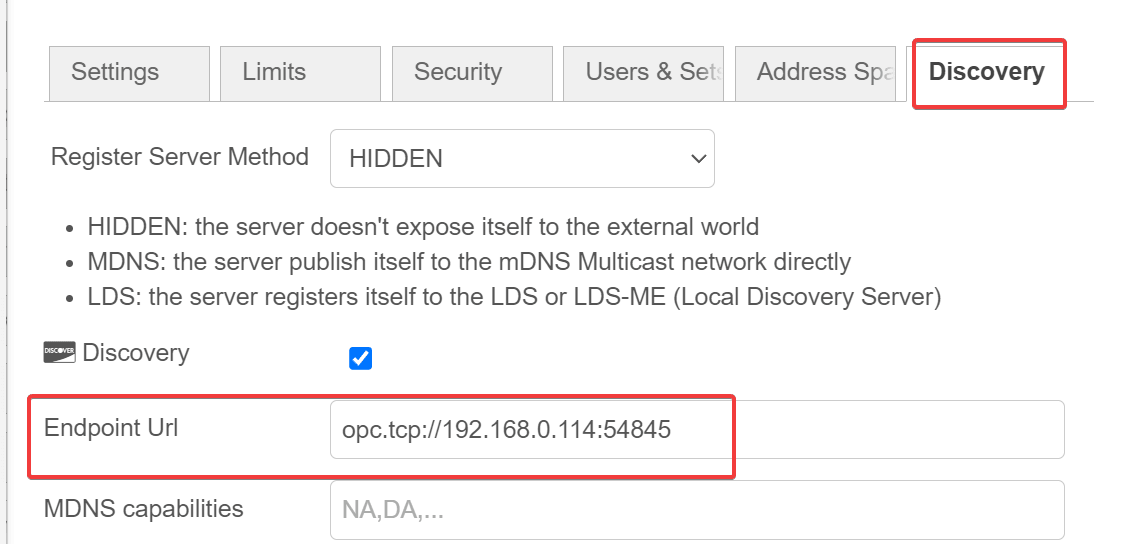 Settings Limits Security Users & Sets Address Spa Discovery
Register Server Method HIDDEN
HIDDEN: the server doesn't expose itself to the external world
MDNS: the server publish itself to the mDNS Multicast network directly
LDS: the server registers itself to the LDS or LDS-ME (Local Discovery Server)
DISCOVER Discovery
Endpoint Url opc.tcp://192.168.0.114:54845
MDNS capabilities NA,DA,...